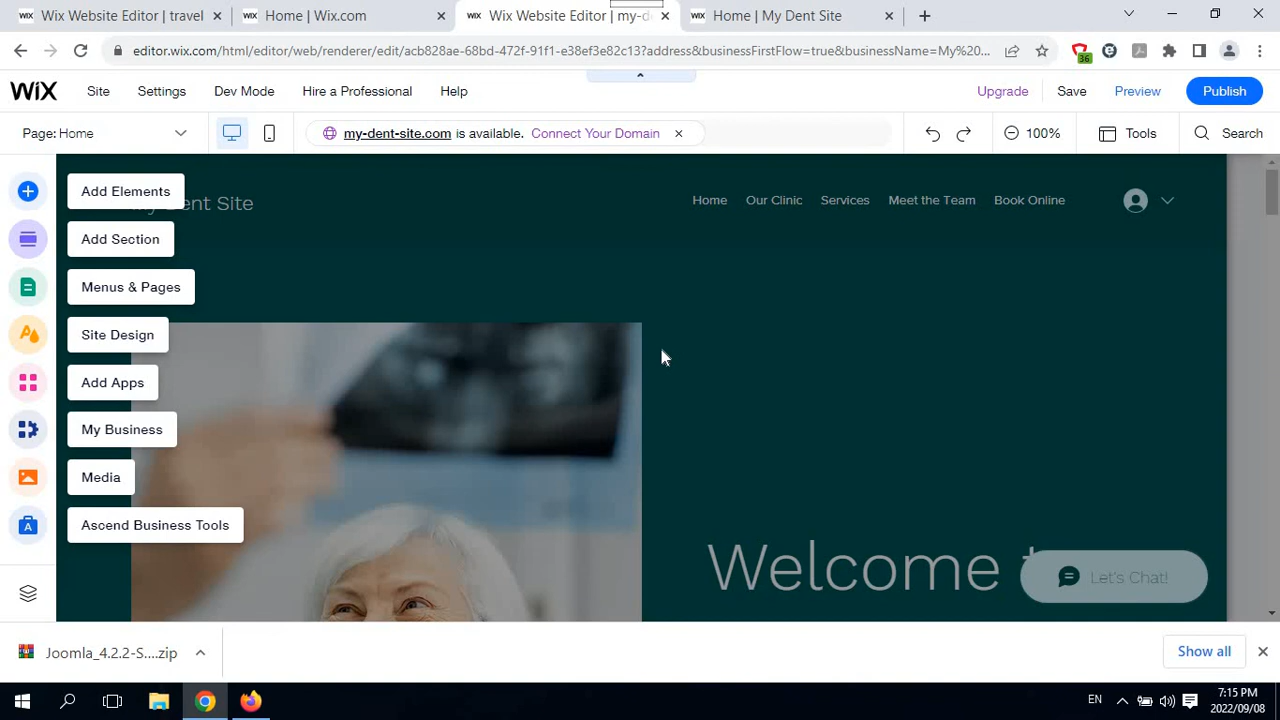 Wix Website Editor | travel
Home | Wix.com
Wix Website Editor | my-d
Home | My Dent Site
editor.wix.com/html/editor/web/renderer/edit/acb828ae-68bd-472f-91f1-e38ef3e82c13?address&businessFirstFlow=true&businessName=My%20...
36
WiX
Site
Settings
Dev Mode
Hire a Professional
Help
Upgrade
Save
Preview
Publish
Page: Home
my-dent-site.com is available.
Connect Your Domain
100%
Tools
Search
Add Elements
My Dent Site
Home
Our Clinic
Services
Meet the Team
Book Online
Add Section
Menus & Pages
Site Design
Add Apps
My Business
Media
Ascend Business Tools
Welcome t
Let's Chat!
Joomla_4.2.2-S....zip
Show all
EN
7:15 PM
2022/09/08